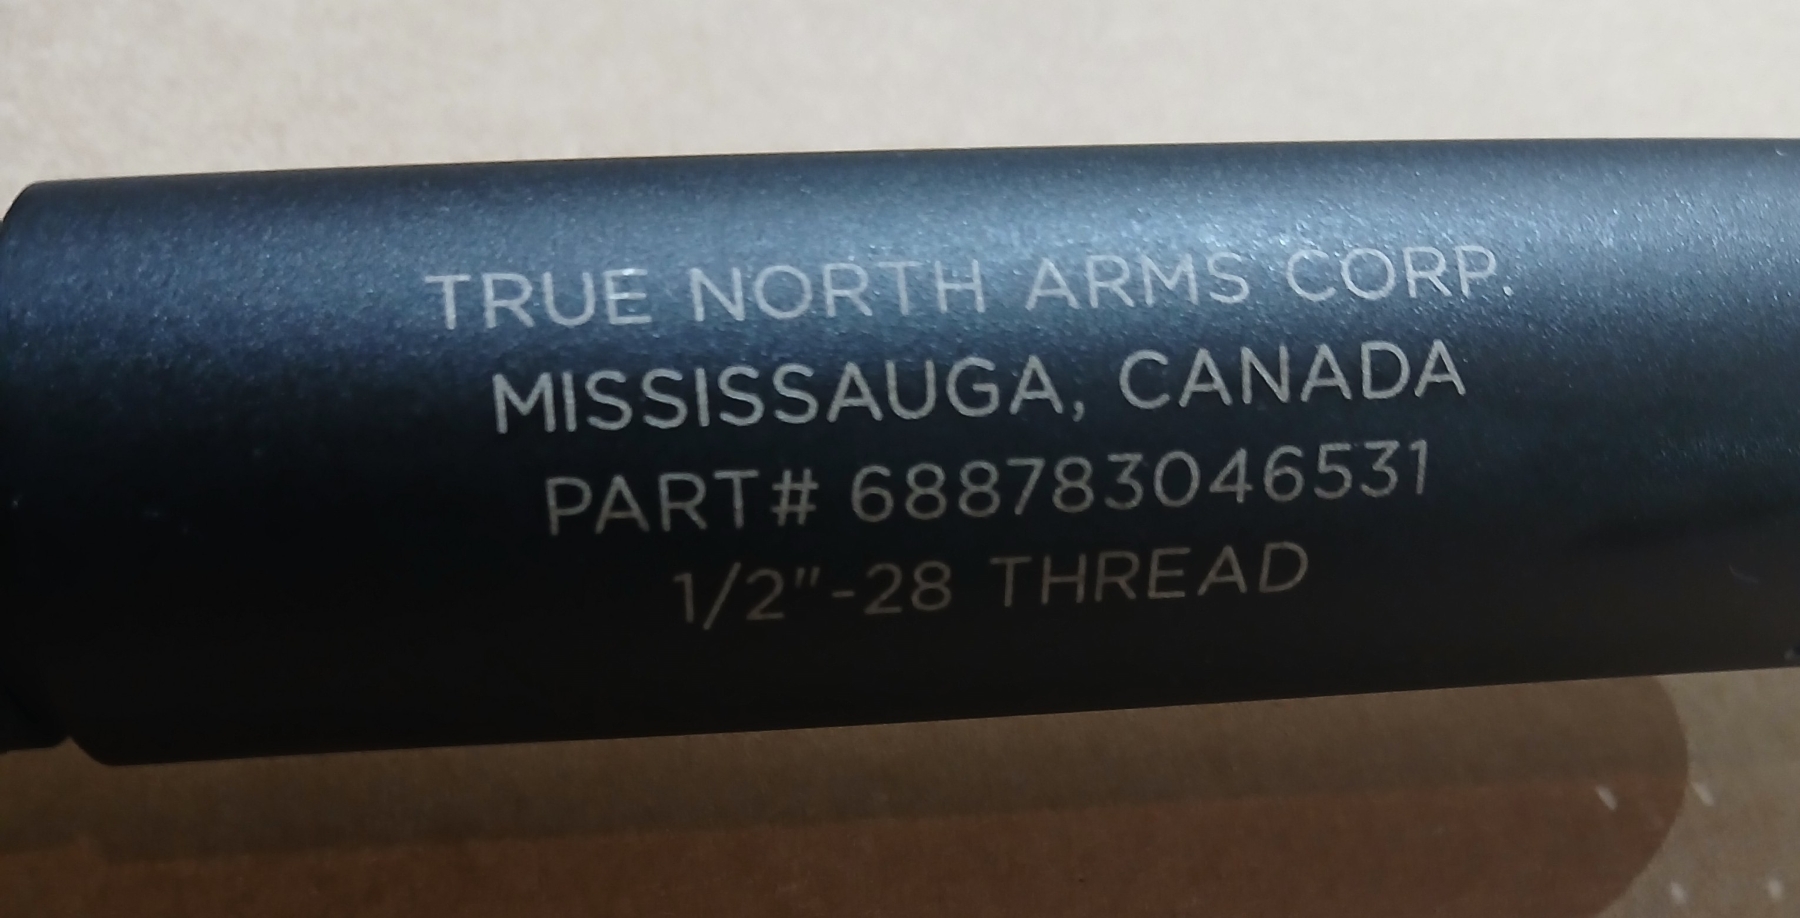 TRUE NORTH ARMS CORP.
MISSISSAUGA, CANADA
PART# 688783046531
1/2"-28 THREAD